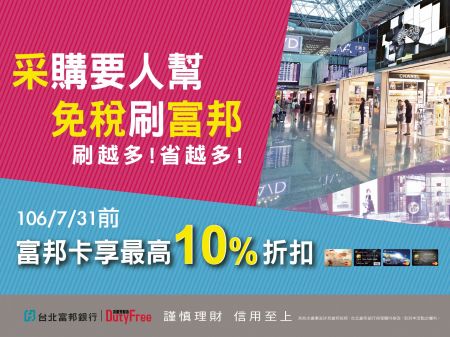 采購要人幫
免稅刷富邦
刷越多!省越多!
106/7/31前
富邦卡享最高10%折扣
CHANEL
台北富邦銀行 DutyFree 謹慎理財 信用至上